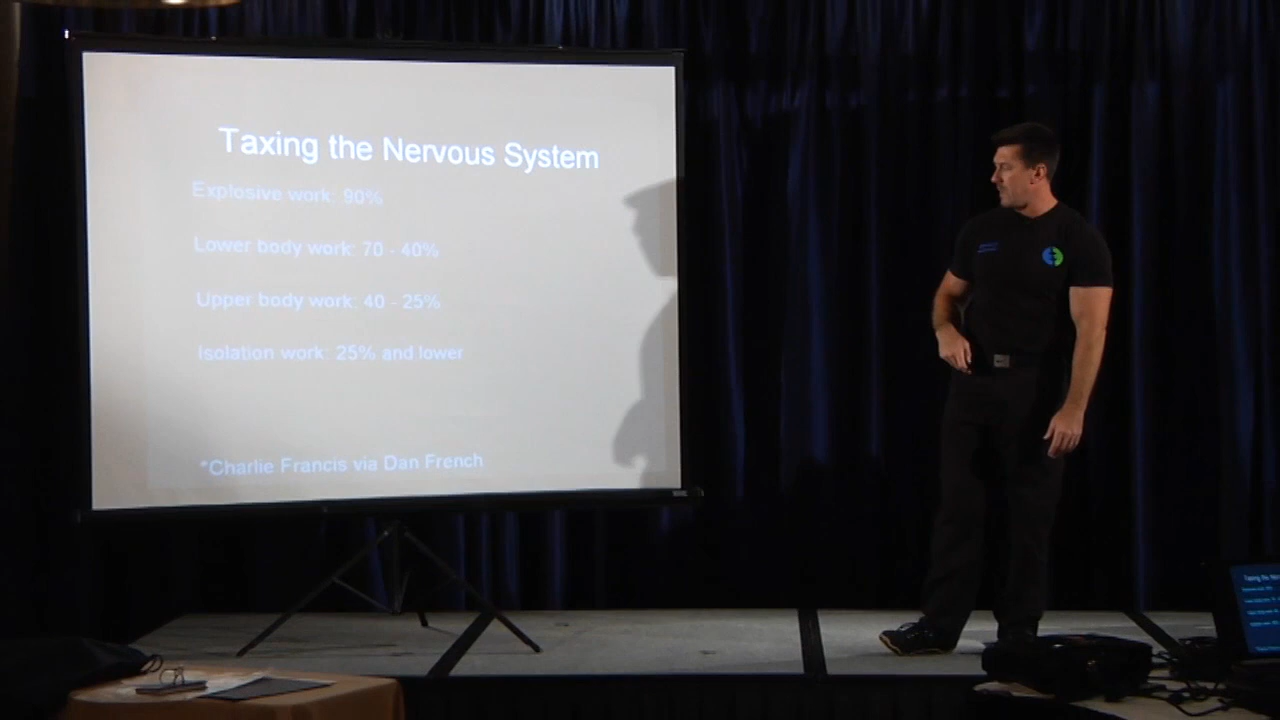 Taxing the Nervous System
Explosive work: 90%
Lower body work: 70 - 40%
Upper body work: 40 - 25%
Isolation work: 25% and lower
*Charlie Francis via Dan French